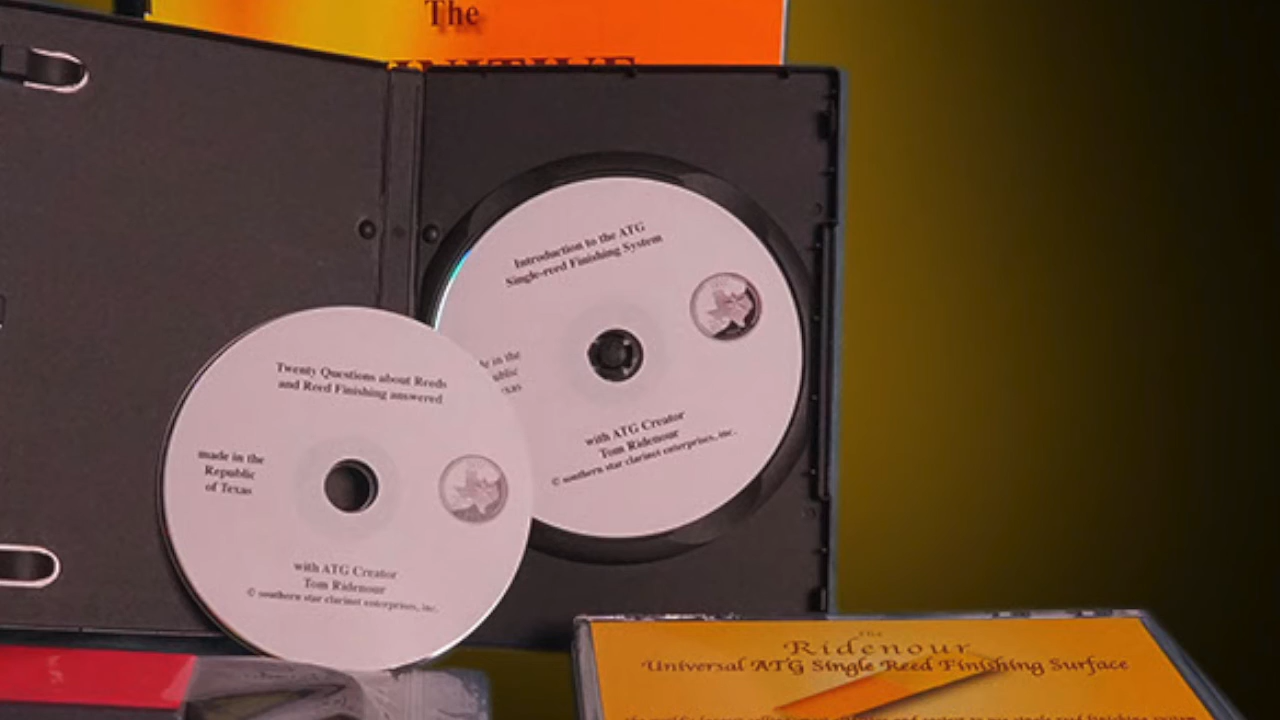 The
Introduction to the ATG
Single-reed Finishing System
with ATG Creator
Tom Ridenour
© southern star clarinet enterprises, inc.
Twenty Questions about Reeds
and Reed Finishing answered
made in the
Republic
of Texas
with ATG Creator
Tom Ridenour
© southern star clarinet enterprises, inc.
the
Ridenour
Universal ATG Single Reed Finishing Surface